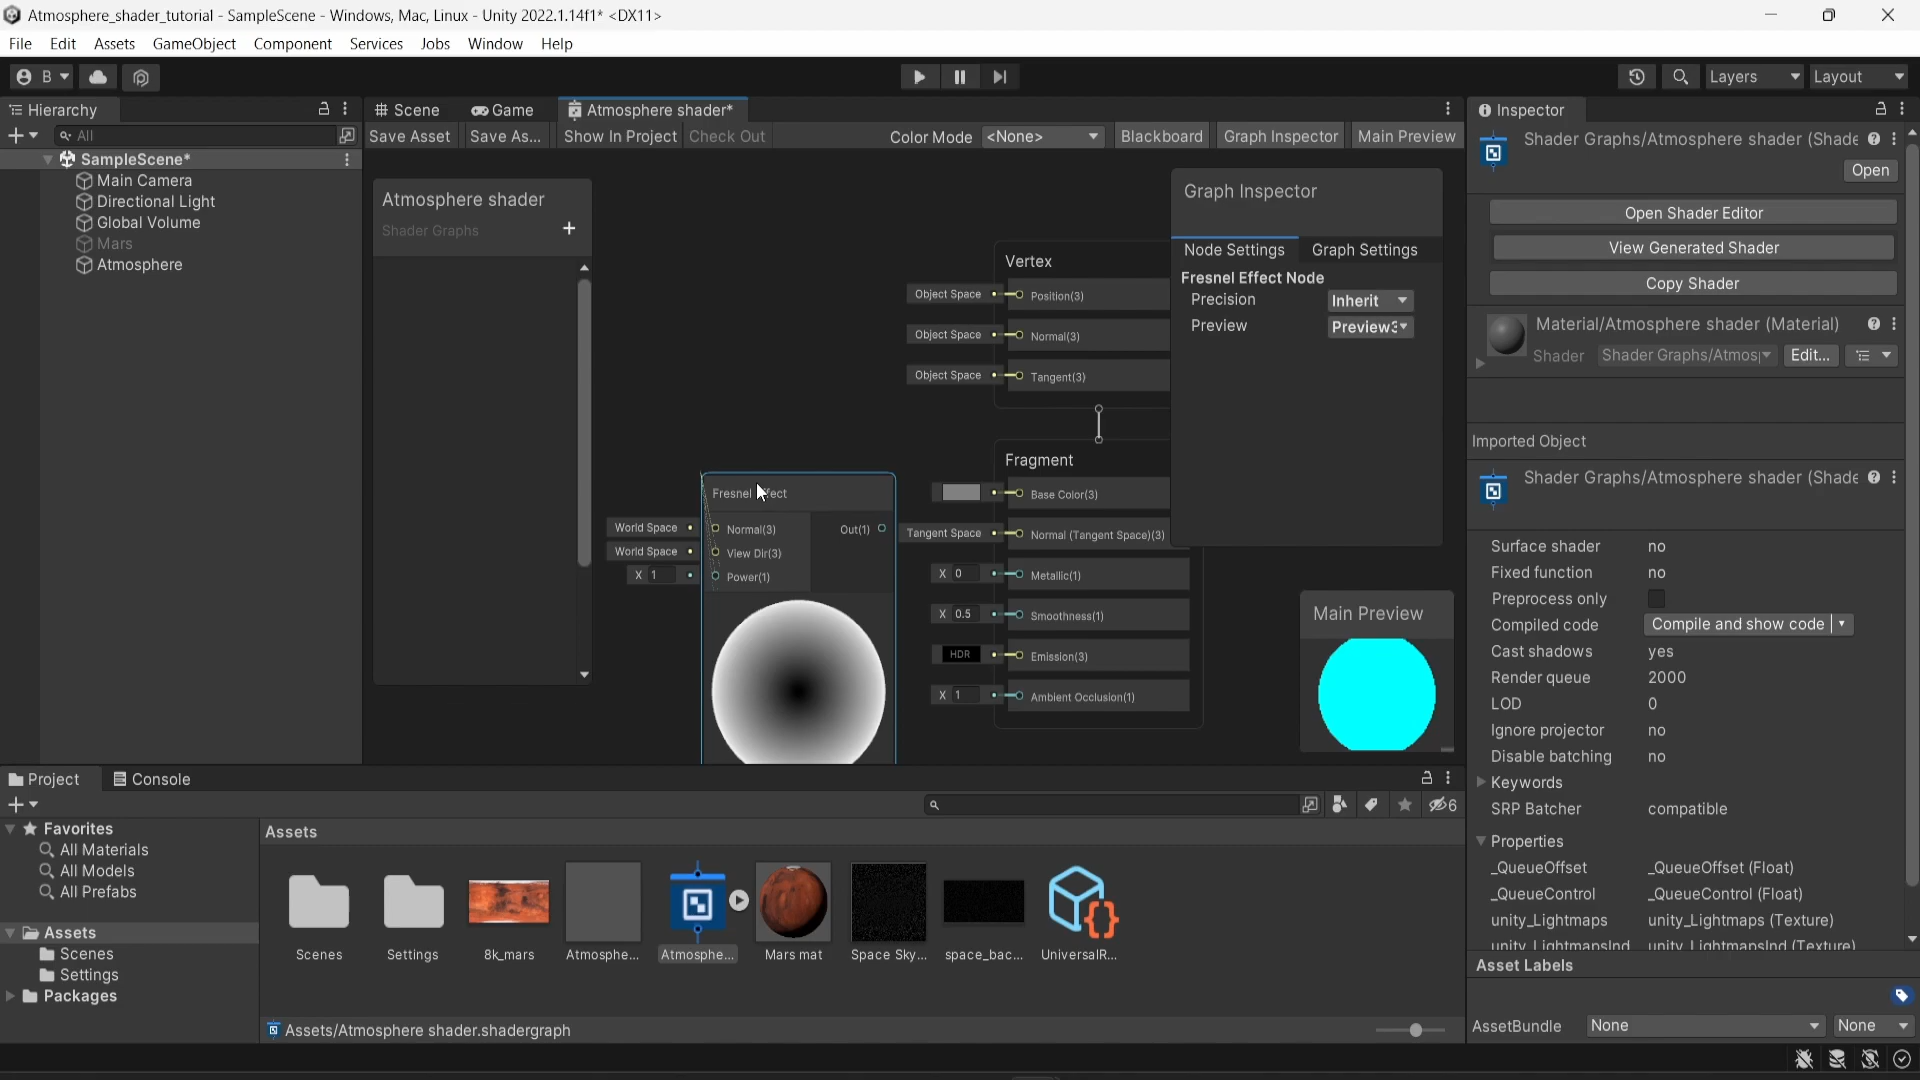 Atmosphere_shader_tutorial - SampleScene - Windows, Mac, Linux - Unity 2022.1.14f1* <DX11>
File Edit Assets GameObject Component Services Jobs Window Help
B
Layers Layout
Hierarchy
All
SampleScene*
Main Camera
Directional Light
Global Volume
Mars
Atmosphere
Scene Game Atmosphere shader*
Save Asset Save As... Show In Project Check Out Color Mode <None> Blackboard Graph Inspector Main Preview
Atmosphere shader
Shader Graphs
Vertex
Object Space Position(3)
Object Space Normal(3)
Object Space Tangent(3)
Fragment
Base Color(3)
Tangent Space Normal (Tangent Space)(3)
X 0 Metallic(1)
X 0.5 Smoothness(1)
HDR Emission(3)
X 1 Ambient Occlusion(1)
Fresnel
World Space Normal(3) Out(1)
World Space View Dir(3)
X 1 Power(1)
Graph Inspector
Node Settings Graph Settings
Fresnel Effect Node
Precision Inherit
Preview
Main Preview
Inspector
Shader Graphs/Atmosphere shader (Shade
Open
Open Shader Editor
View Generated Shader
Copy Shader
Material/Atmosphere shader (Material)
Shader Shader Graphs/Atmos Edit...
Imported Object
Shader Graphs/Atmosphere shader (Shade
Surface shader no
Fixed function no
Preprocess only
Compiled code Compile and show code
Cast shadows yes
Render queue 2000
LOD 0
Ignore projector no
Disable batching no
Keywords
SRP Batcher compatible
Properties
_QueueOffset _QueueOffset (Float)
_QueueControl _QueueControl (Float)
unity_Lightmaps unity_Lightmaps (Texture)
unity_LightmapsInd unity_LightmapsInd (Texture)
Asset Labels
AssetBundle None None
Project Console
6
Favorites
All Materials
All Models
All Prefabs
Assets
Scenes
Settings
Packages
Assets
Scenes Settings 8k_mars Atmosphe... Atmosphe... Mars mat Space Sky... space_bac... UniversalR...
Assets/Atmosphere shader.shadergraph